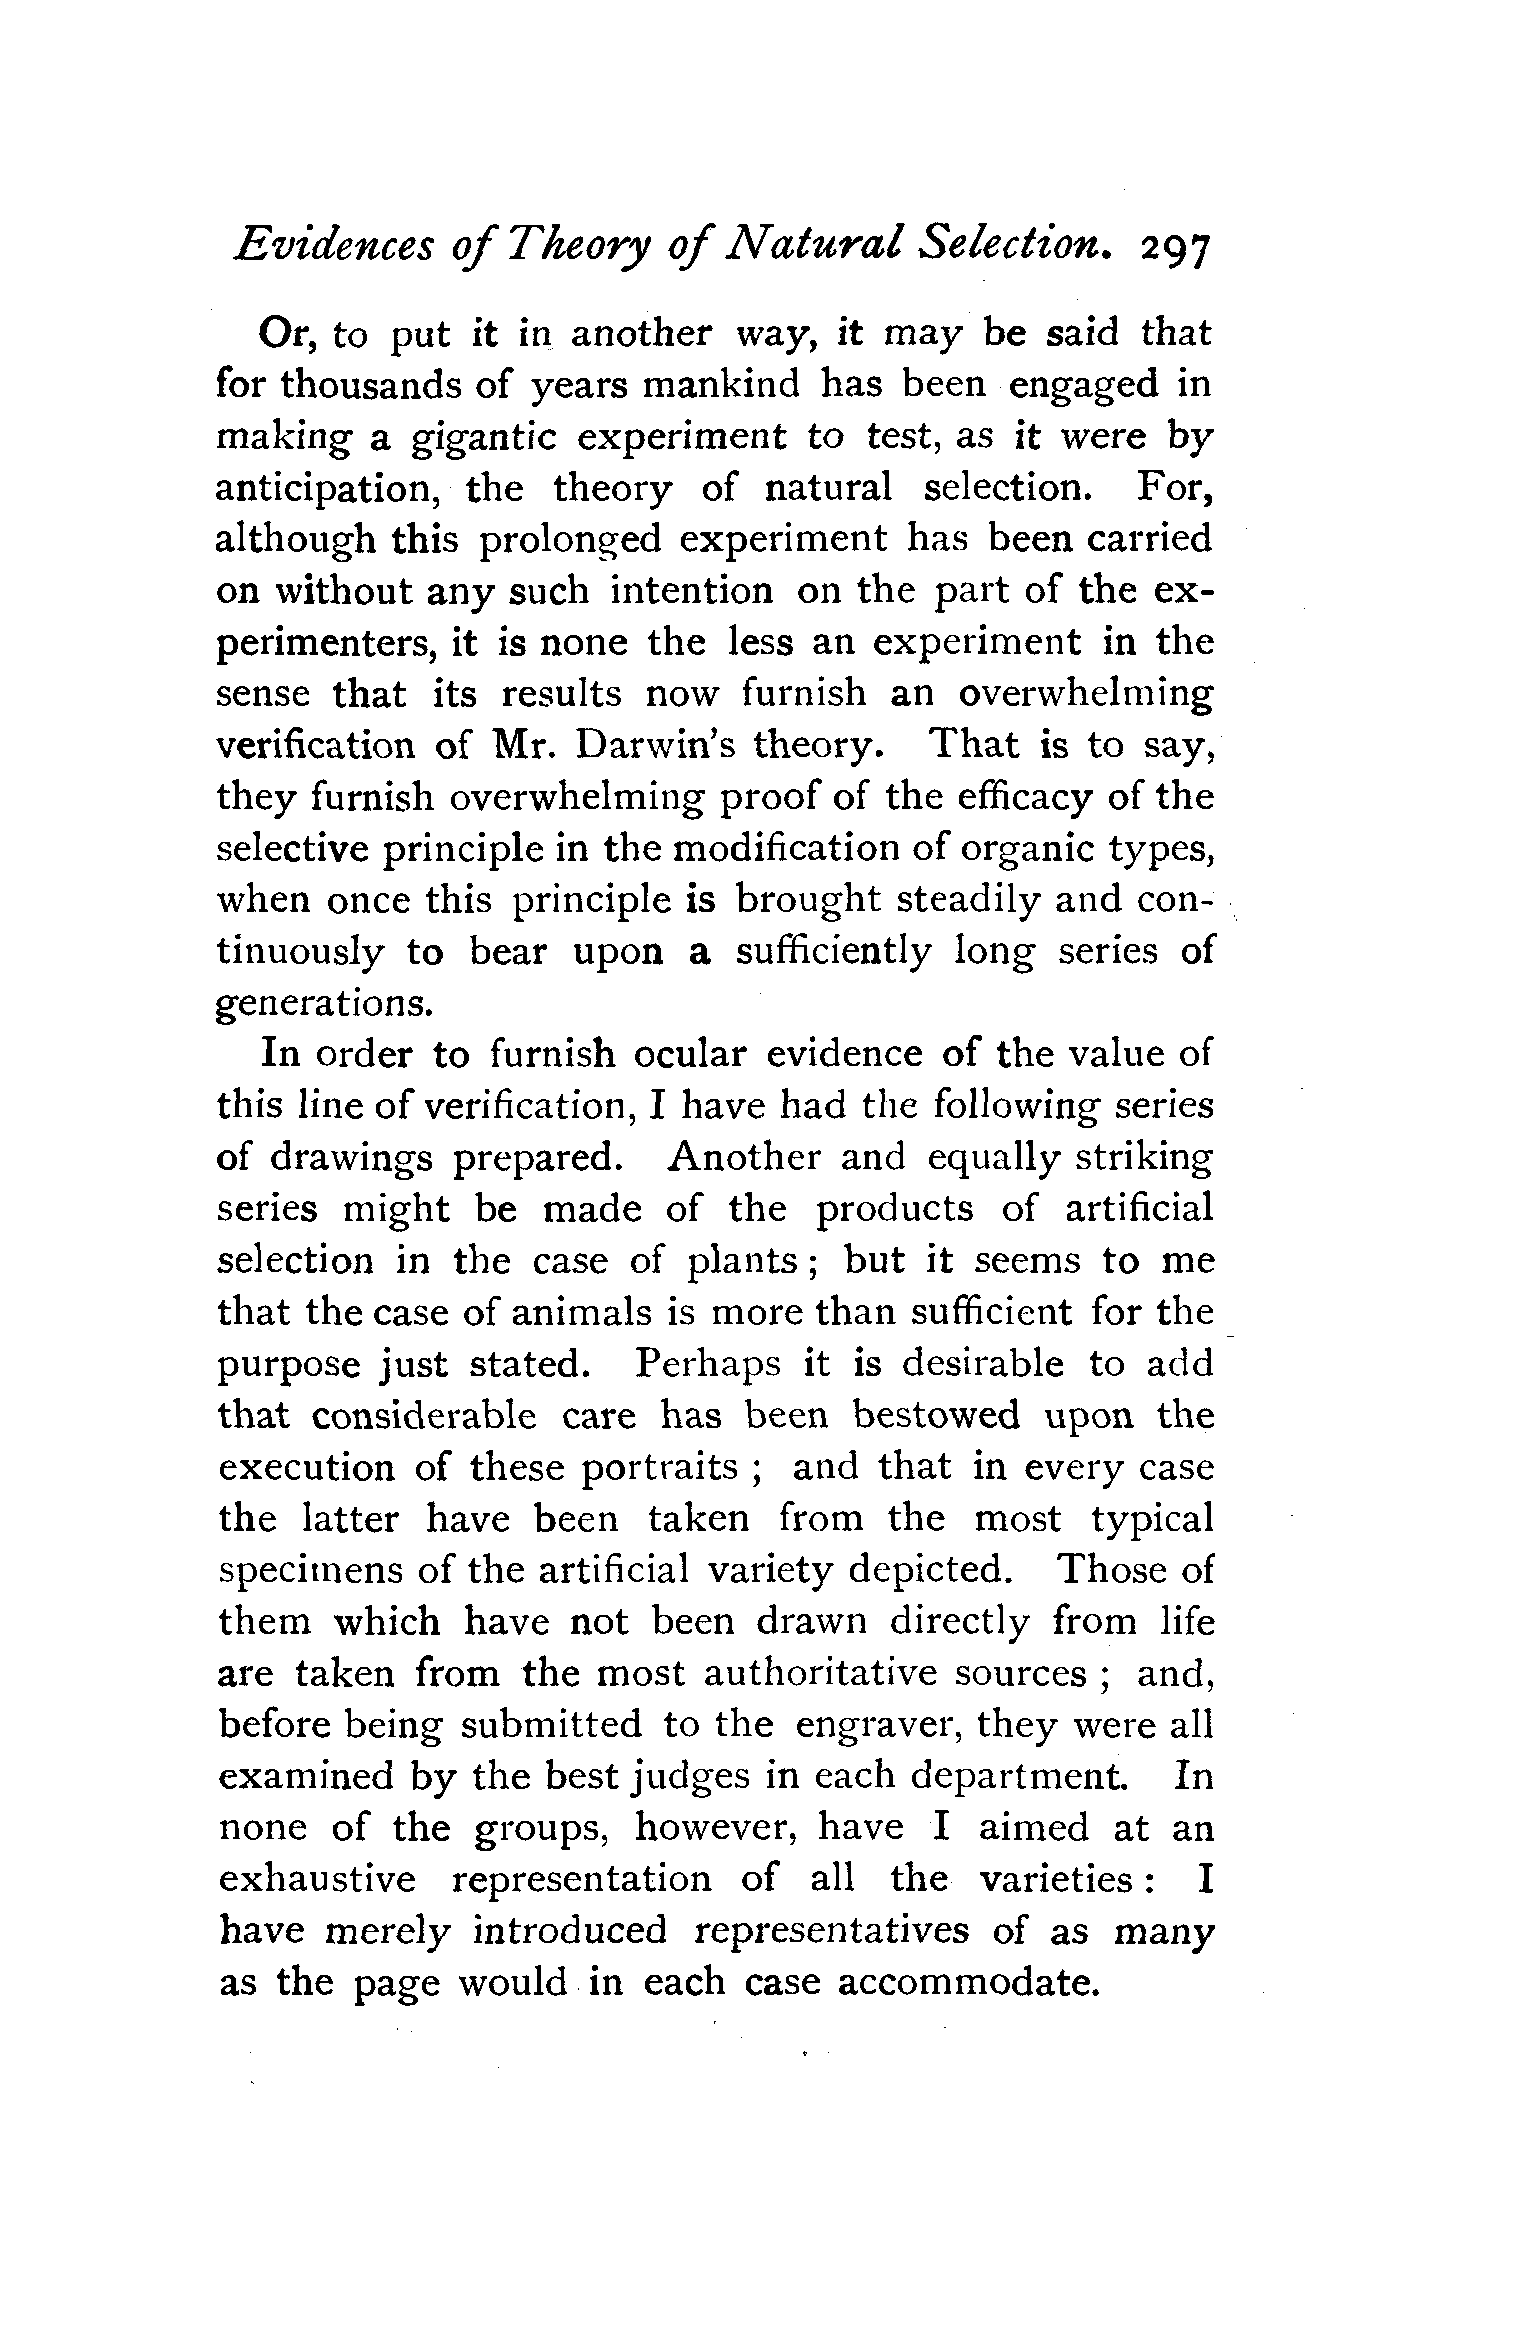 Evidences of Theory of Natural Selection. 297
Or, to put it in another way, it may be said that
for thousands of years mankind has been engaged in
making a gigantic experiment to test, as it were by
anticipation, the theory of natural selection. For,
although this prolonged experiment has been carried
on without any such intention on the part of the ex-
perimenters, it is none the less an experiment in the
sense that its results now furnish an overwhelming
verification of Mr. Darwin's theory. That is to say,
they furnish overwhelming proof of the efficacy of the
selective principle in the modification of organic types,
when once this principle is brought steadily and con-
tinuously to bear upon a sufficiently long series of
generations.
In order to furnish ocular evidence of the value of
this line of verification, I have had the following series
of drawings prepared. Another and equally striking
series might be made of the products of artificial
selection in the case of plants; but it seems to me
that the case of animals is more than sufficient for the
purpose just stated. Perhaps it is desirable to add
that considerable care has been bestowed upon the
execution of these portraits; and that in every case
the latter have been taken from the most typical
specimens of the artificial variety depicted. Those of
them which have not been drawn directly from life
are taken from the most authoritative sources; and,
before being submitted to the engraver, they were all
examined by the best judges in each department. In
none of the groups, however, have I aimed at an
exhaustive representation of all the varieties: I
have merely introduced representatives of as many
as the page would in each case accommodate.